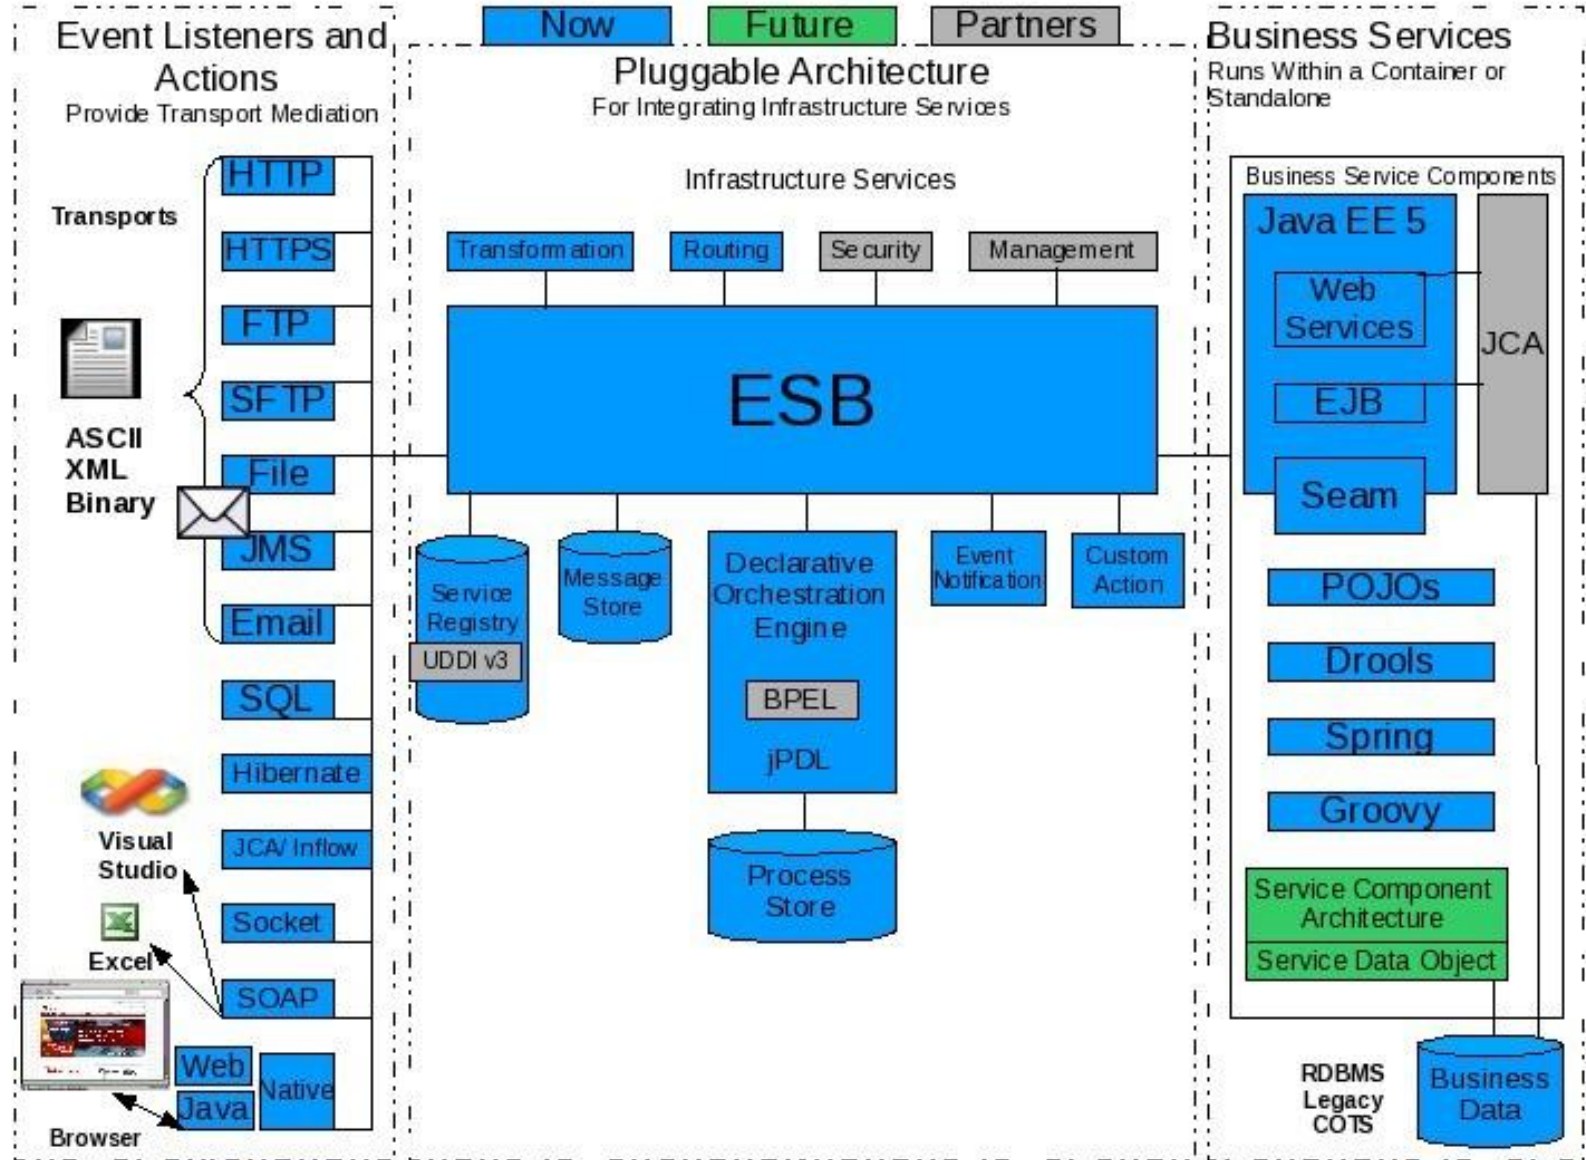 Now
Future
Partners
Event Listeners and
Actions
Provide Transport Mediation
Transports
HTTP
HTTPS
FTP
SFTP
File
JMS
Email
SQL
Hibernate
JCA/ Inflow
Socket
SOAP
Web
Java
Native
ASCII
XML
Binary
Visual
Studio
Excel
Browser
Pluggable Architecture
For Integrating Infrastructure Services
Infrastructure Services
Transformation
Routing
Security
Management
ESB
Service
Registry
UDDI v3
Message
Store
Declarative
Orchestration
Engine
BPEL
jPDL
Process
Store
Event
Notification
Custom
Action
Business Services
Runs Within a Container or
Standalone
Business Service Components
Java EE 5
Web
Services
EJB
Seam
JCA
POJOs
Drools
Spring
Groovy
Service Component
Architecture
Service Data Object
RDBMS
Legacy
COTS
Business
Data